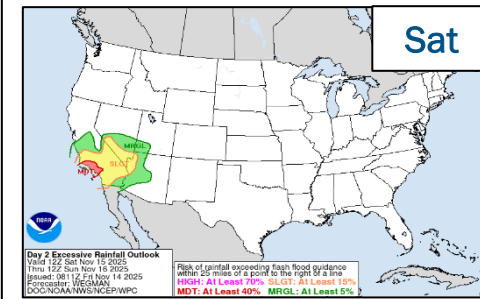 Sat
MRGL
SLGT
MDT
NOAA
Day 2 Excessive Rainfall Outlook
Valid 12Z Sat Nov 15 2025
Thru 12Z Sun Nov 16 2025
Issued: 0811Z Fri Nov 14 2025
Forecaster: WEGMAN
DOC/NOAA/NWS/NCEP/WPC
Risk of rainfall exceeding flash flood guidance
within 25 miles of a point to the right of a line
HIGH: At Least 70% SLGT: At Least 15%
MDT: At Least 40% MRGL: At Least 5%